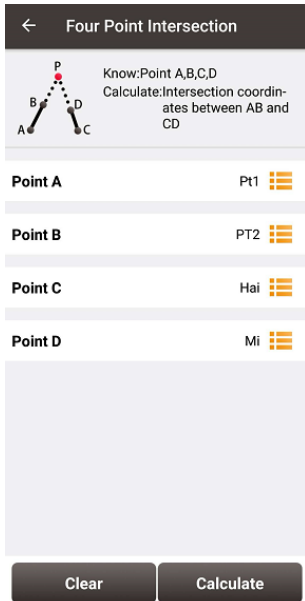 Four Point Intersection
P
B
D
A
C
Know:Point A,B,C,D
Calculate:Intersection coordin-
ates between AB and
CD
Point A Pt1
Point B PT2
Point C Hai
Point D Mi
Clear Calculate